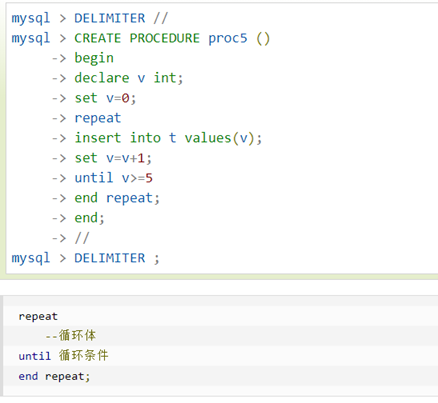 mysql > DELIMITER //
mysql > CREATE PROCEDURE proc5 ()
-> begin
-> declare v int;
-> set v=0;
-> repeat
-> insert into t values(v);
-> set v=v+1;
-> until v>=5
-> end repeat;
-> end;
-> //
mysql > DELIMITER ;
repeat
--循环体
until 循环条件
end repeat;